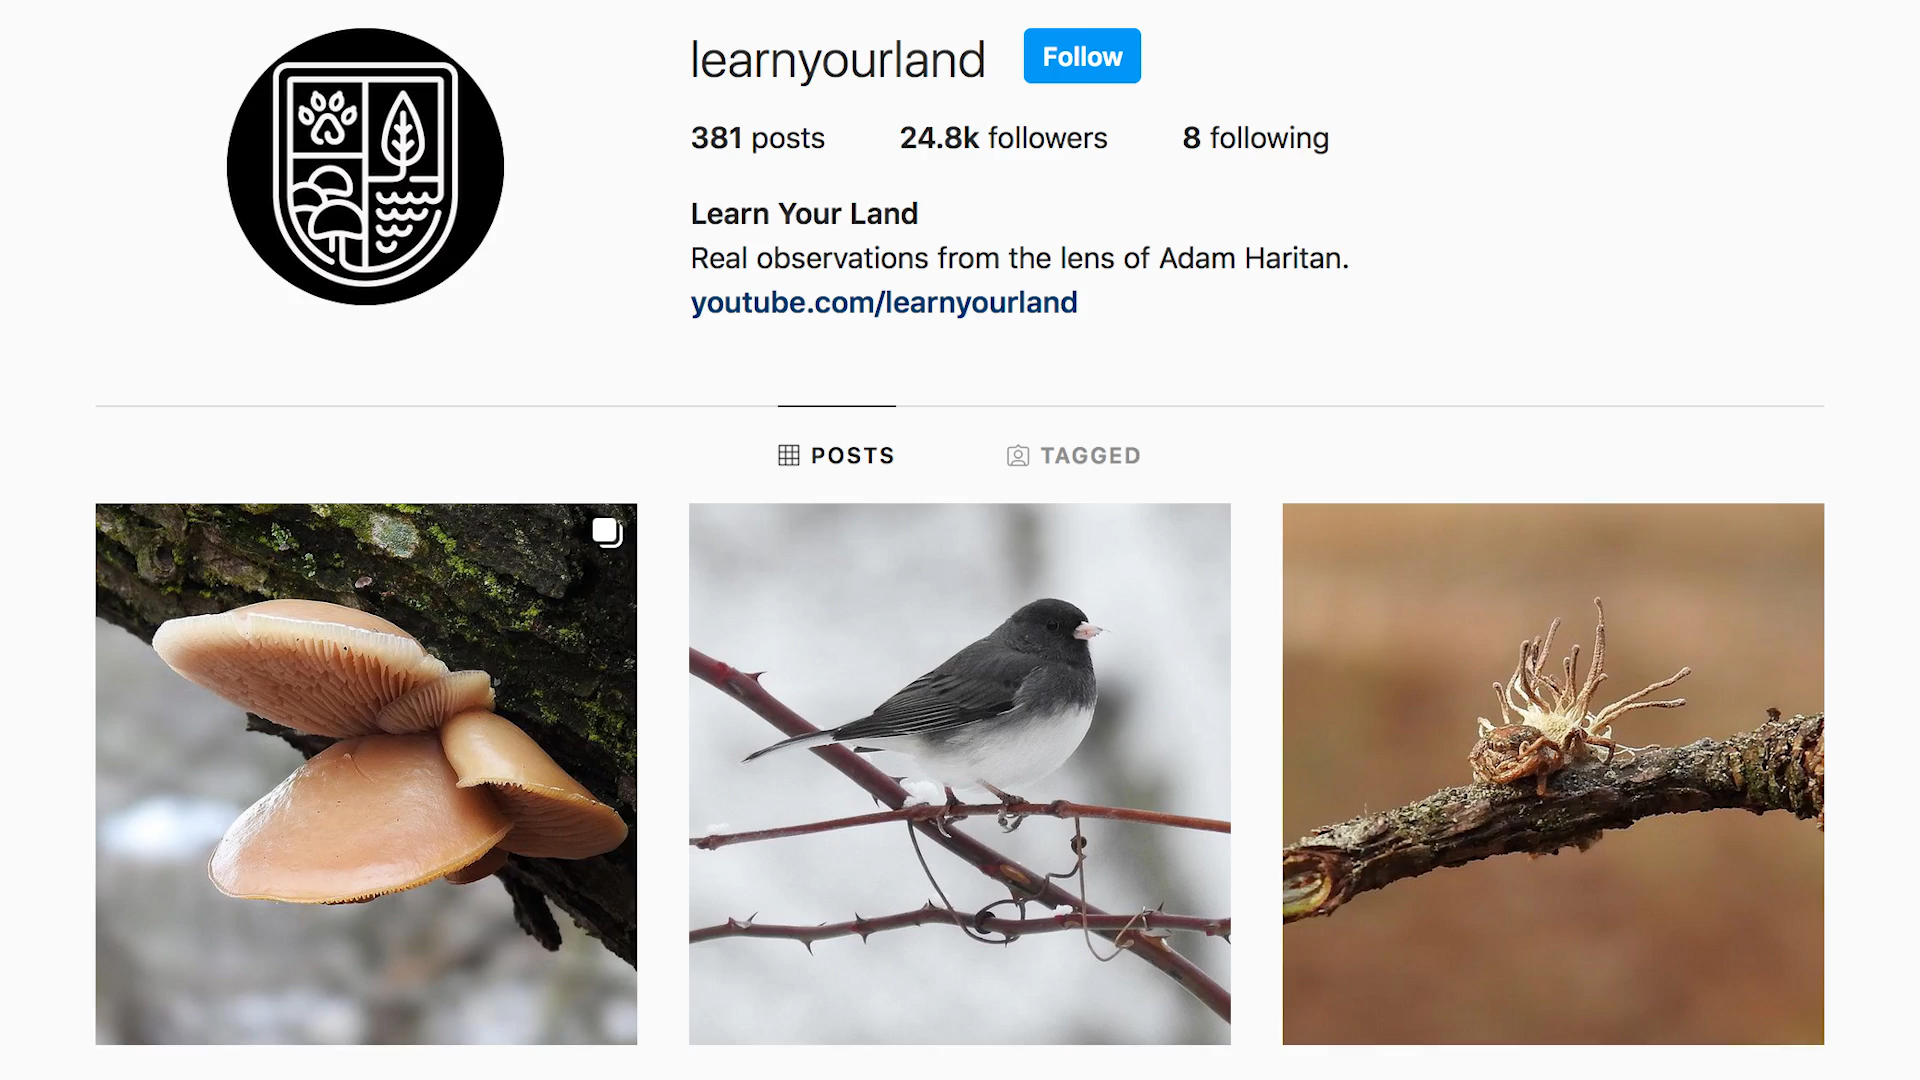 learnyourland
Follow
381 posts 24.8k followers 8 following
Learn Your Land
Real observations from the lens of Adam Haritan.
youtube.com/learnyourland
POSTS TAGGED